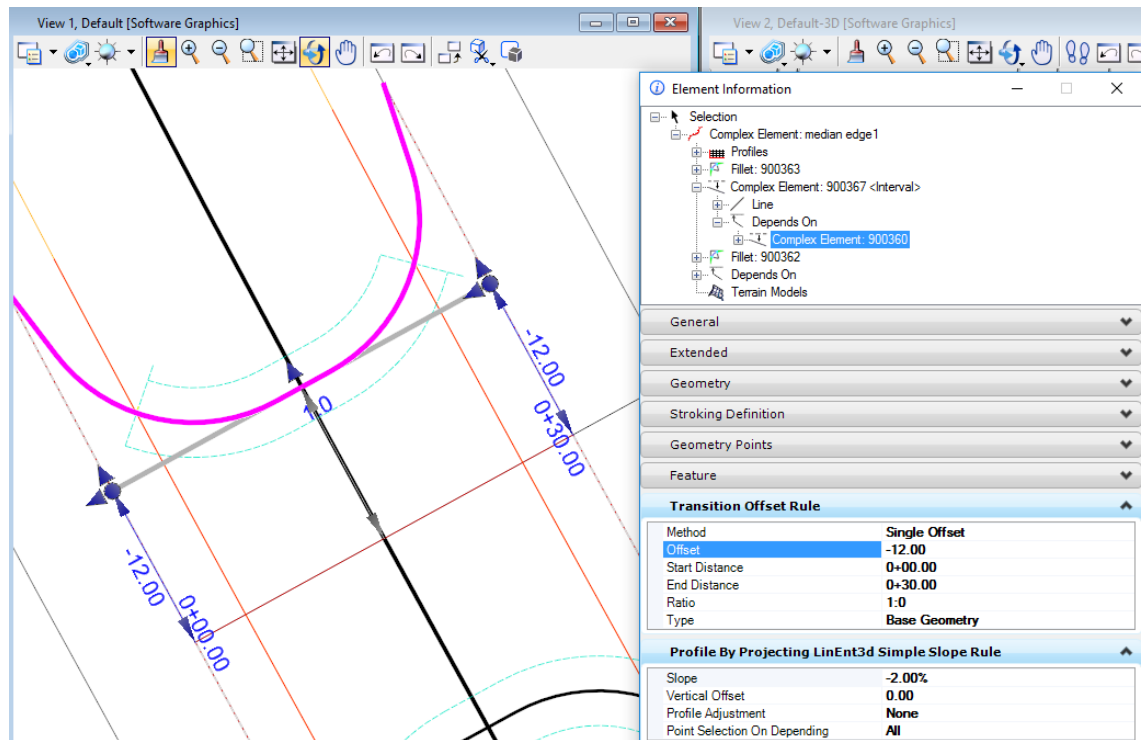 View 1, Default [Software Graphics]
View 2, Default-3D [Software Graphics]
Element Information
Selection
Complex Element: median edge1
Profiles
Fillet: 900363
Complex Element: 900367 <Interval>
Line
Depends On
Complex Element: 900360
Fillet: 900362
Depends On
Terrain Models
General
Extended
Geometry
Stroking Definition
Geometry Points
Feature
Transition Offset Rule
Method Single Offset
Offset -12.00
Start Distance 0+00.00
End Distance 0+30.00
Ratio 1:0
Type Base Geometry
Profile By Projecting LinEnt3d Simple Slope Rule
Slope -2.00%
Vertical Offset 0.00
Profile Adjustment None
Point Selection On Depending All
-12.00
0+30.00
1:0
-12.00
0+00.00